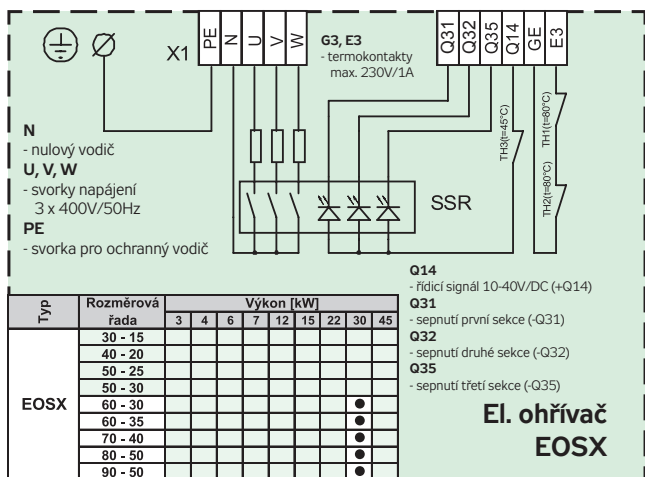 X1
PE
N
U
V
W
G3, E3
- termokontakty
max. 230V/1A
Q31
Q32
Q35
Q14
GE
E3
TH3(t=45°C)
TH1(t=80°C)
TH2(t=80°C)
N
- nulový vodič
U, V, W
- svorky napájení
3 x 400V/50Hz
PE
- svorka pro ochranný vodič
SSR
Q14
- řídicí signál 10-40V/DC (+Q14)
Q31
- sepnutí první sekce (-Q31)
Q32
- sepnutí druhé sekce (-Q32)
Q35
- sepnutí třetí sekce (-Q35)
El. ohřívač
EOSX
Typ
Rozměrová
řada
Výkon [kW]
3 4 6 7 12 15 22 30 45
EOSX
30 - 15
40 - 20
50 - 25
50 - 30
60 - 30 ●
60 - 35 ●
70 - 40 ●
80 - 50 ●
90 - 50 ●